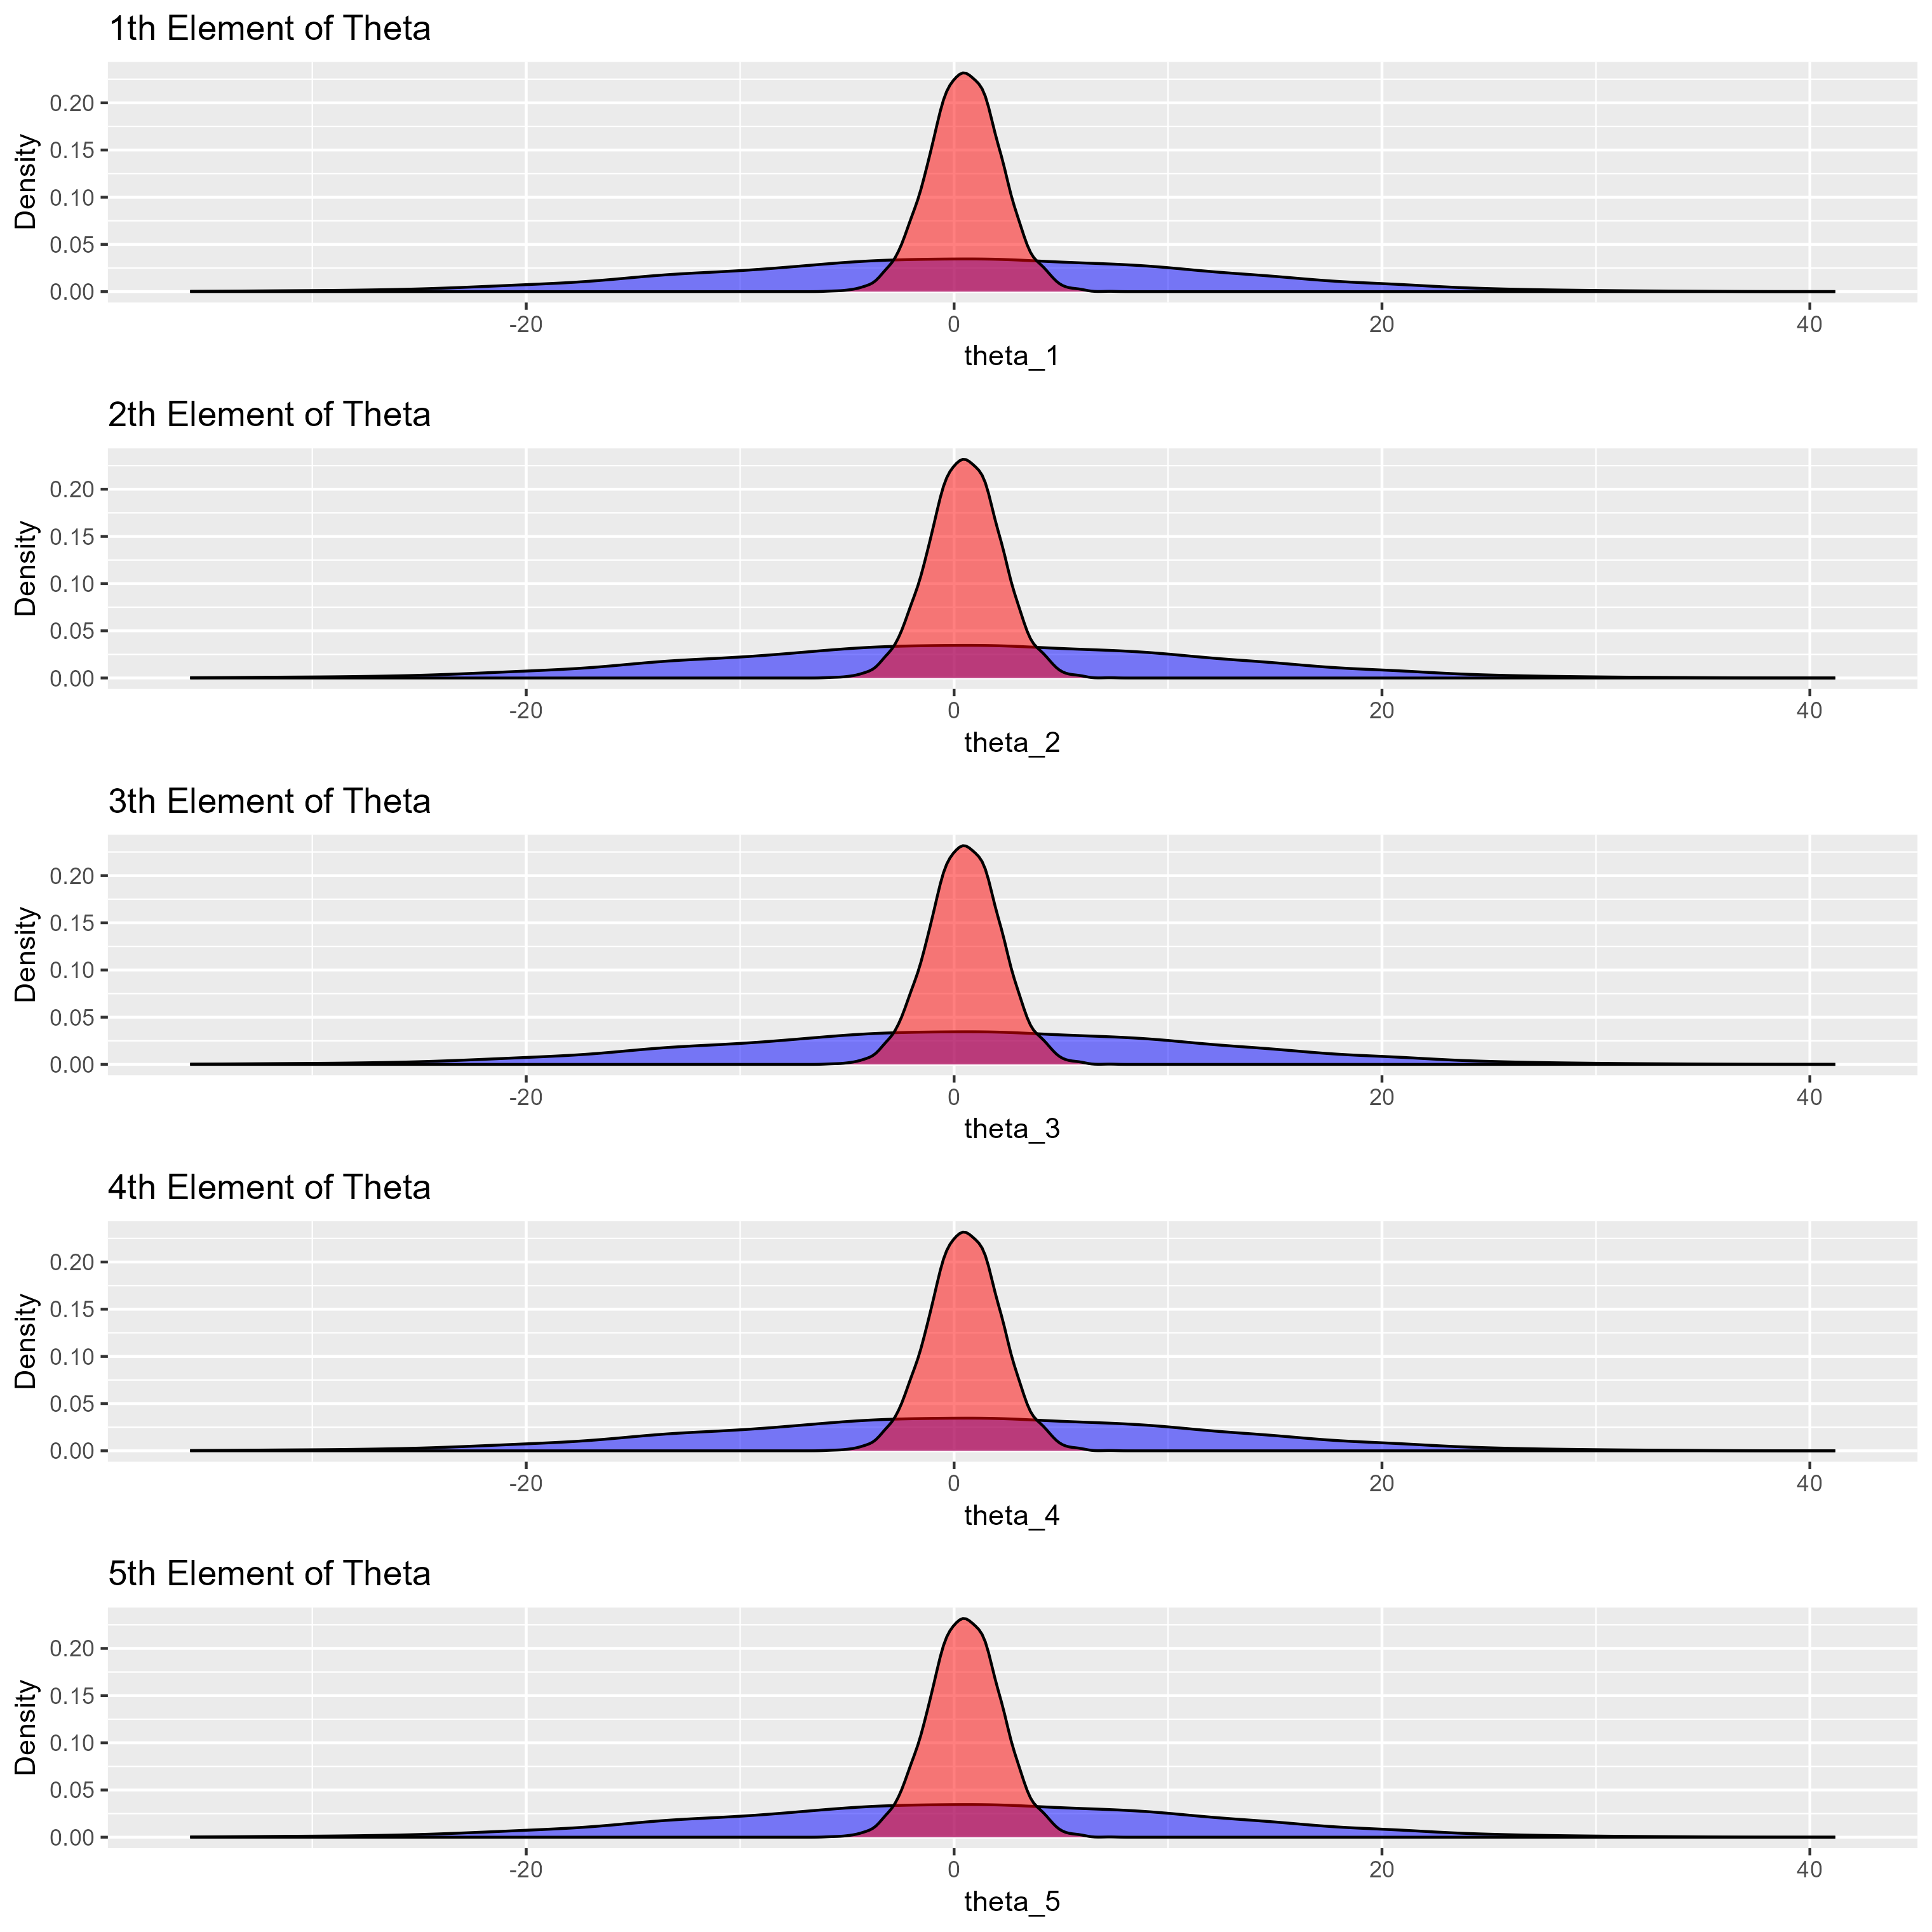 1th Element of Theta
0.20
0.15
0.10
0.05
0.00
Density
-20 0 20 40
theta_1
2th Element of Theta
0.20
0.15
0.10
0.05
0.00
Density
-20 0 20 40
theta_2
3th Element of Theta
0.20
0.15
0.10
0.05
0.00
Density
-20 0 20 40
theta_3
4th Element of Theta
0.20
0.15
0.10
0.05
0.00
Density
-20 0 20 40
theta_4
5th Element of Theta
0.20
0.15
0.10
0.05
0.00
Density
-20 0 20 40
theta_5